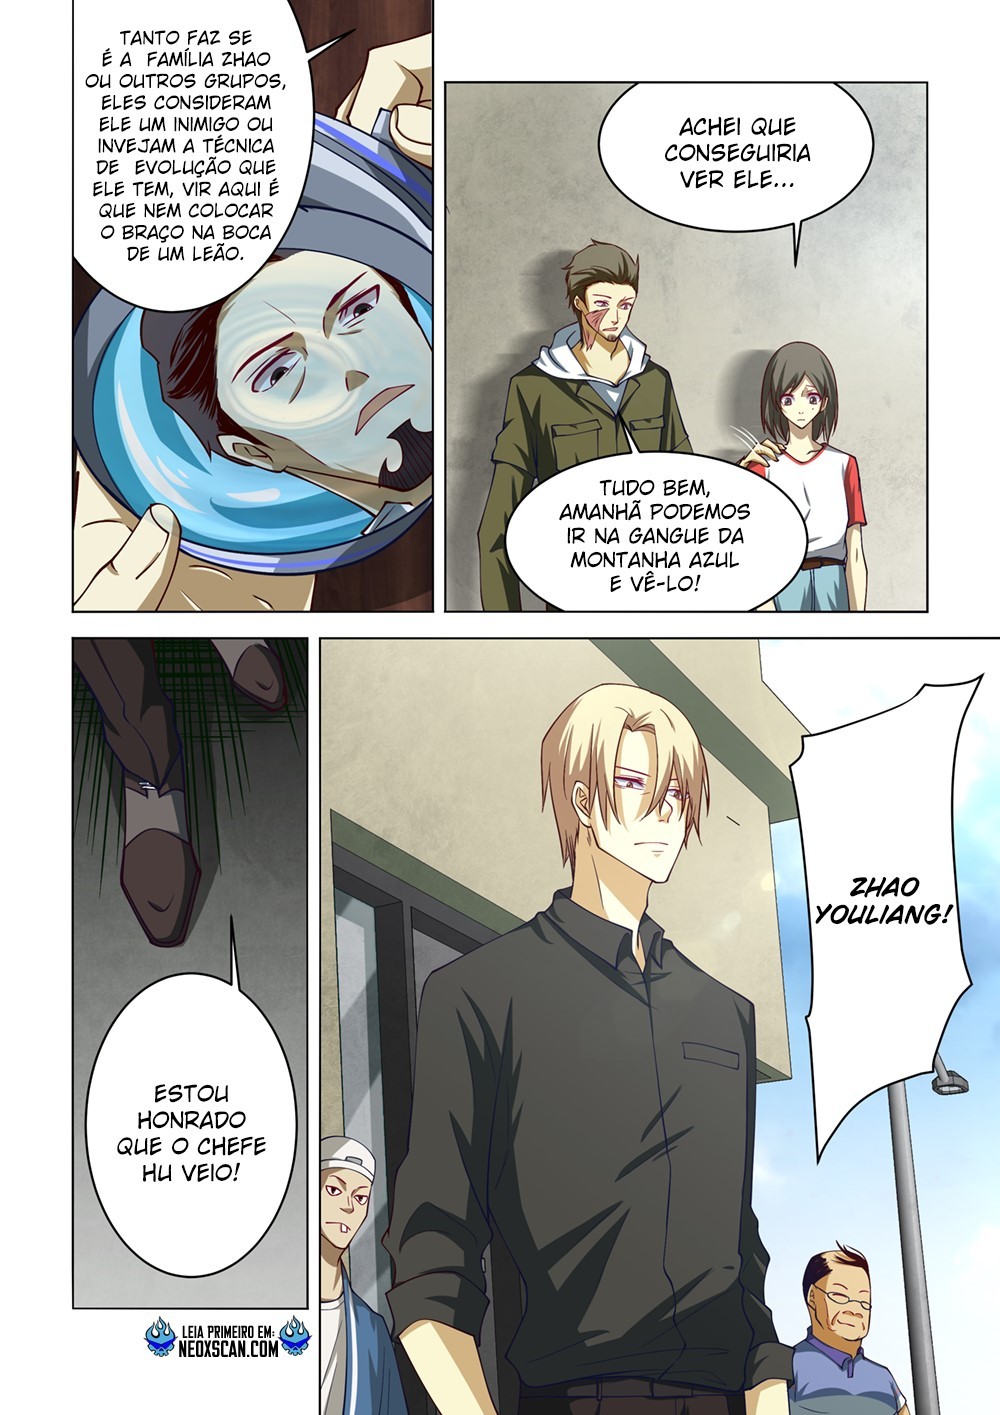 TANTO FAZ SE
É A FAMÍLIA ZHAO
OU OUTROS GRUPOS,
ELES CONSIDERAM
ELE UM INIMIGO OU
INVEJAM A TÉCNICA
DE EVOLUÇÃO QUE
ELE TEM, VIR AQUI É
QUE NEM COLOCAR
O BRAÇO NA BOCA
DE UM LEÃO.
ACHEI QUE
CONSEGUIRIA
VER ELE...
TUDO BEM,
AMANHÃ PODEMOS
IR NA GANGUE DA
MONTANHA AZUL
E VÊ-LO!
ESTOU
HONRADO
QUE O CHEFE
HU VEIO!
ZHAO
YOULIANG!
LEIA PRIMEIRO EM:
NEOXSCAN.COM